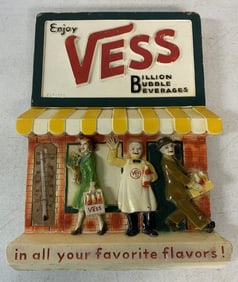 Enjoy
VESS
BILLION
BUBBLE
BEVERAGES
Vess
VESS
in all your favorite flavors!